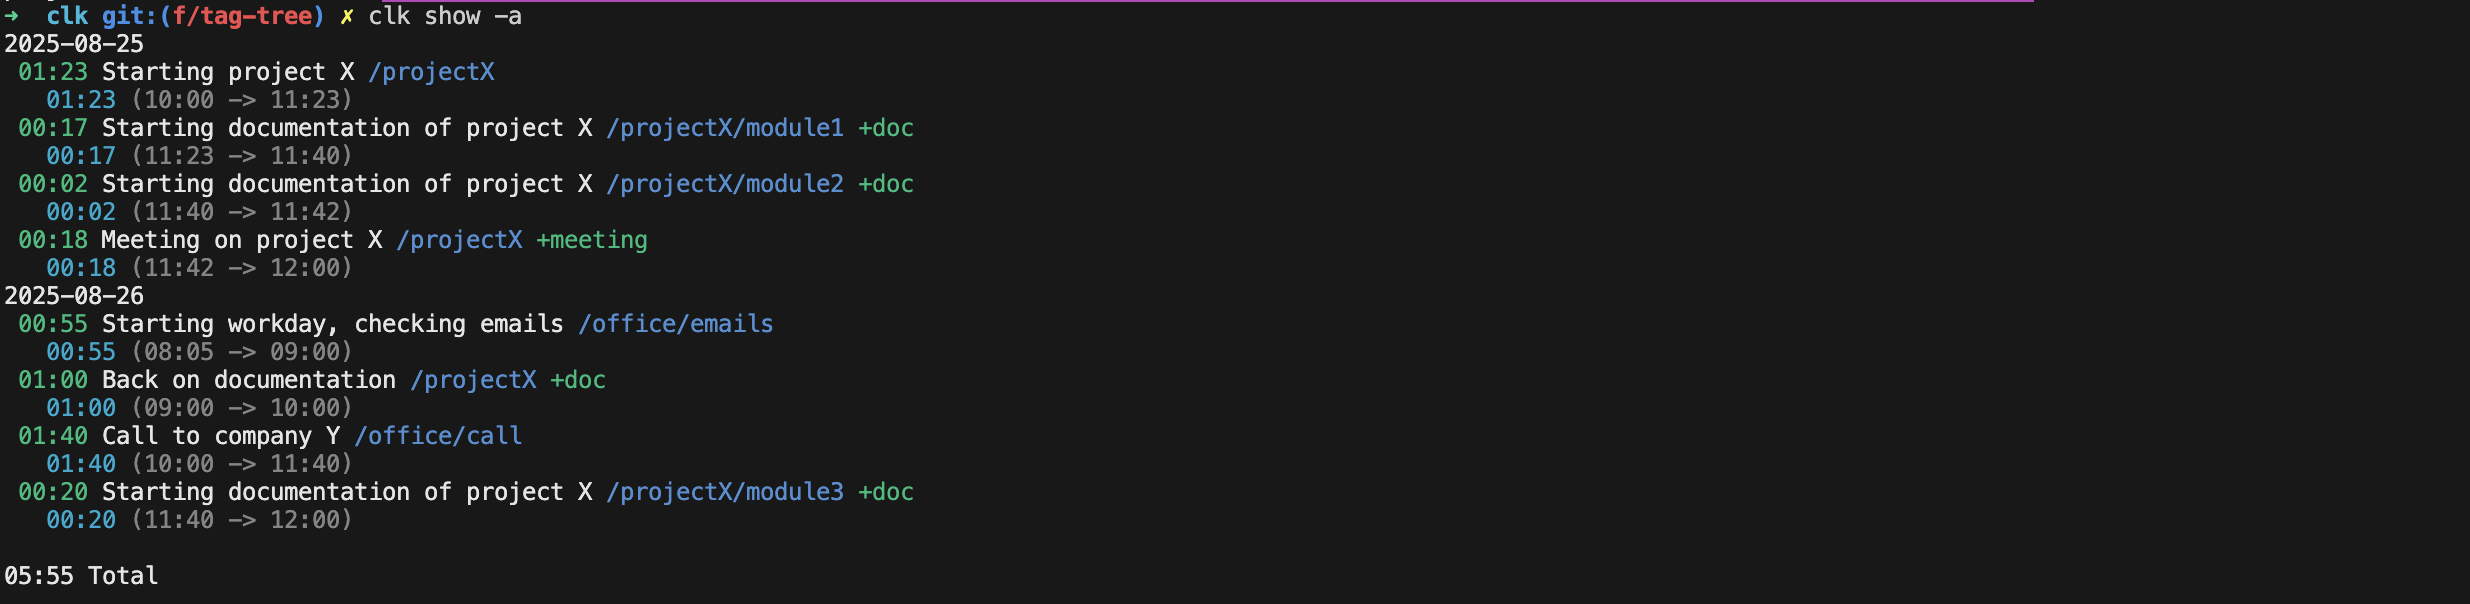 ➜  clk git:(f/tag-tree) ✗ clk show -a
2025-08-25
 01:23 Starting project X /projectX
   01:23 (10:00 -> 11:23)
 00:17 Starting documentation of project X /projectX/module1 +doc
   00:17 (11:23 -> 11:40)
 00:02 Starting documentation of project X /projectX/module2 +doc
   00:02 (11:40 -> 11:42)
 00:18 Meeting on project X /projectX +meeting
   00:18 (11:42 -> 12:00)
2025-08-26
 00:55 Starting workday, checking emails /office/emails
   00:55 (08:05 -> 09:00)
 01:00 Back on documentation /projectX +doc
   01:00 (09:00 -> 10:00)
 01:40 Call to company Y /office/call
   01:40 (10:00 -> 11:40)
 00:20 Starting documentation of project X /projectX/module3 +doc
   00:20 (11:40 -> 12:00)
05:55 Total